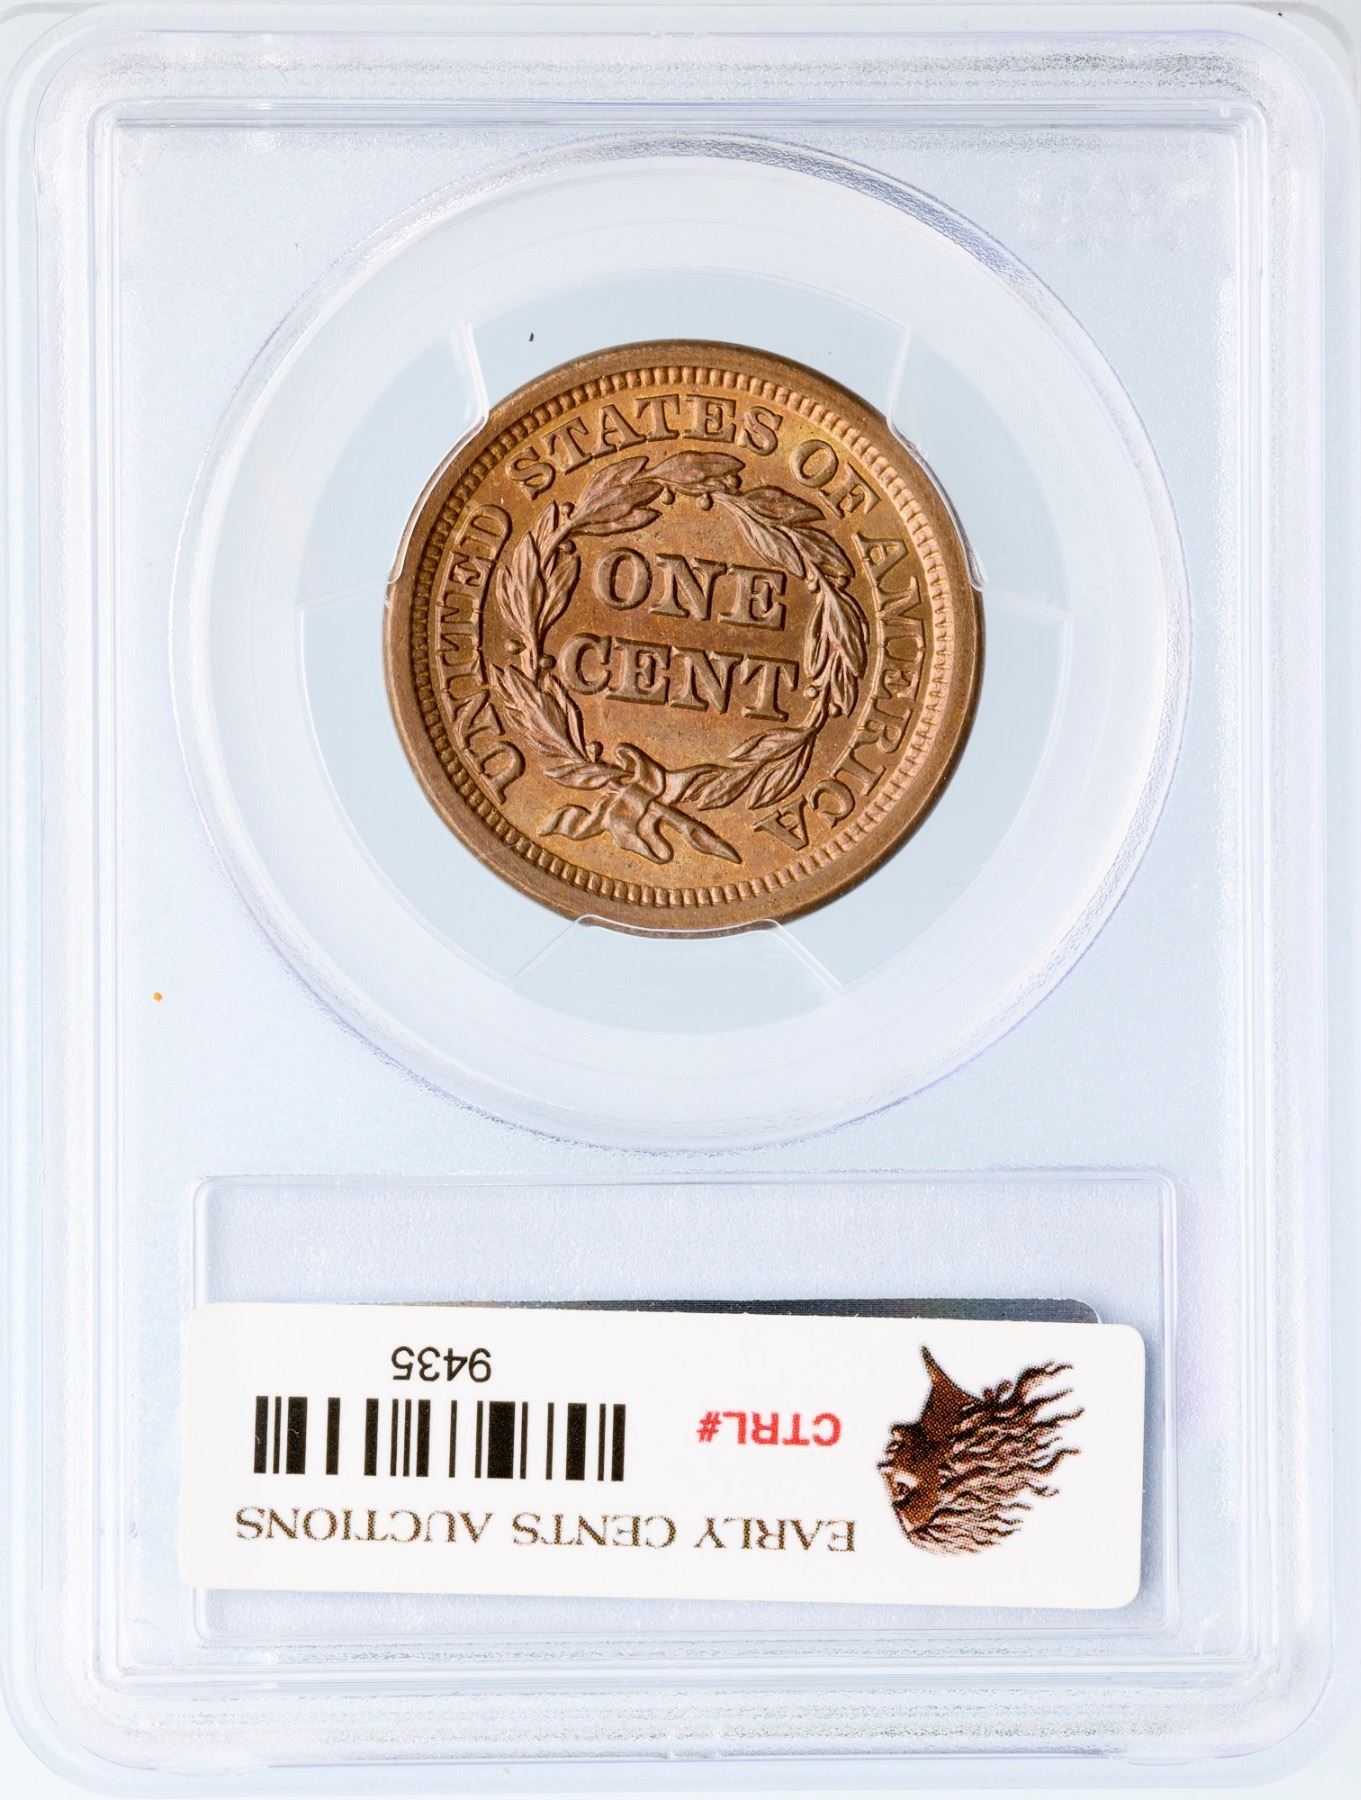 UNITED STATES OF AMERICA
ONE
CENT
EARLY CENTS AUCTIONS
CTRL#
9435